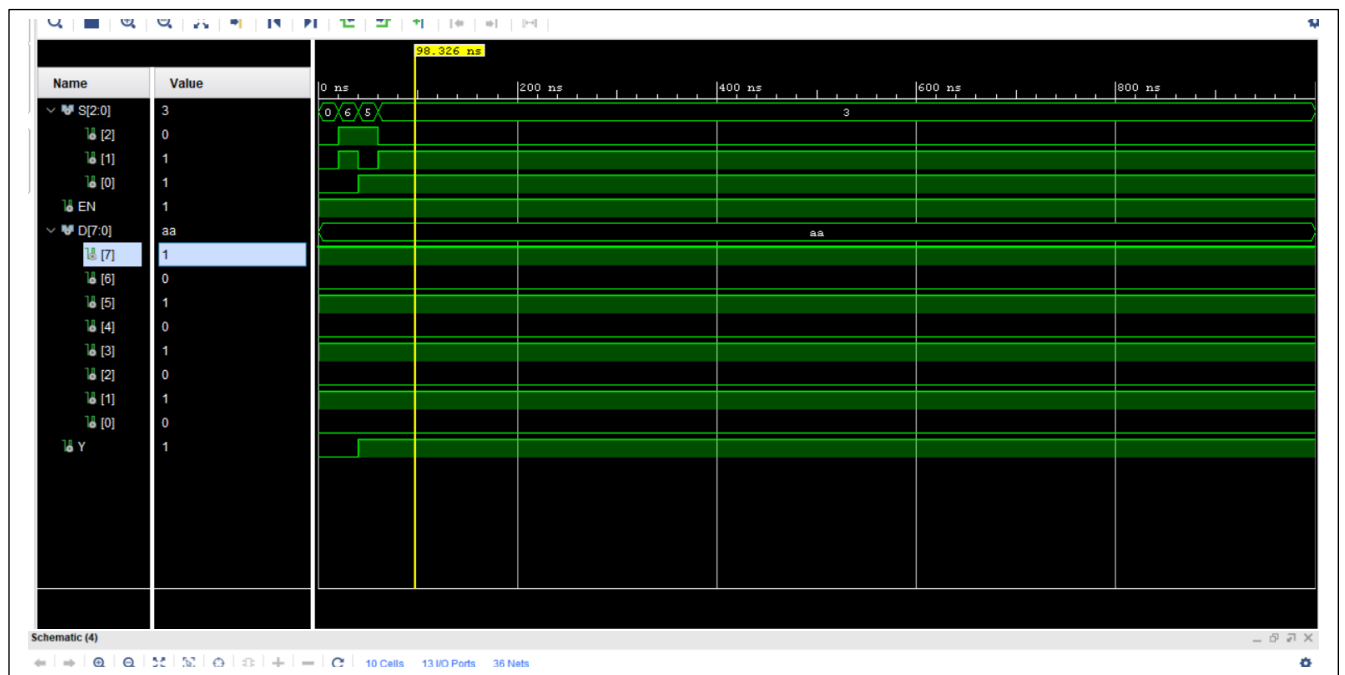 98.326 ns
Name Value
0 ns 200 ns 400 ns 600 ns 800 ns
S[2:0] 3 0 6 5 3
[2] 0
[1] 1
[0] 1
EN 1
D[7:0] aa aa
[7] 1
[6] 0
[5] 1
[4] 0
[3] 1
[2] 0
[1] 1
[0] 0
Y 1
Schematic (4)
10 Cells 13 I/O Ports 36 Nets